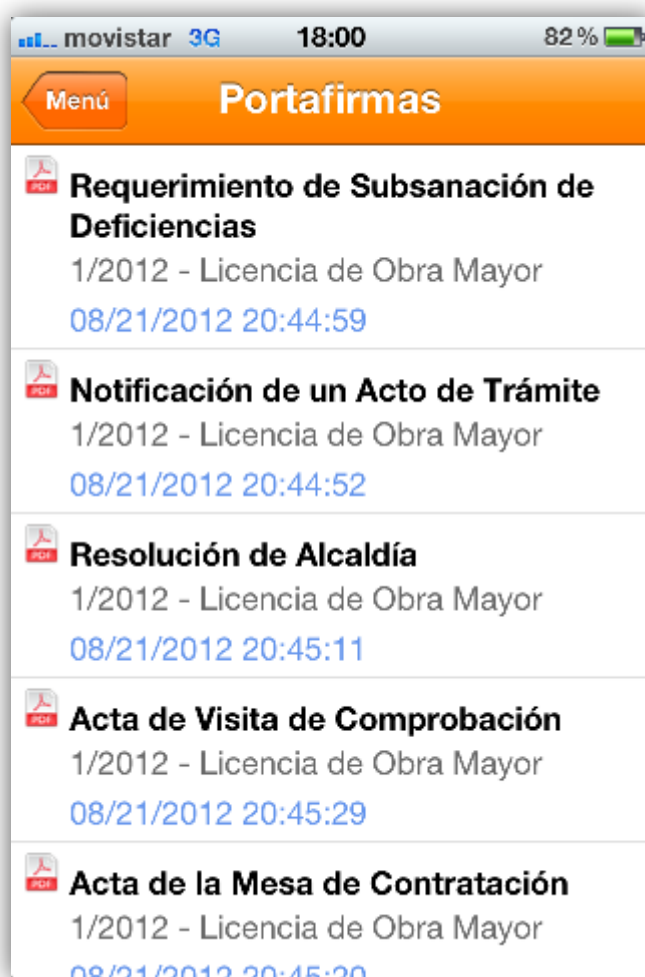 movistar 3G 18:00 82 %
Menú Portafirmas
Requerimiento de Subsanación de
Deficiencias
1/2012 - Licencia de Obra Mayor
08/21/2012 20:44:59
Notificación de un Acto de Trámite
1/2012 - Licencia de Obra Mayor
08/21/2012 20:44:52
Resolución de Alcaldía
1/2012 - Licencia de Obra Mayor
08/21/2012 20:45:11
Acta de Visita de Comprobación
1/2012 - Licencia de Obra Mayor
08/21/2012 20:45:29
Acta de la Mesa de Contratación
1/2012 - Licencia de Obra Mayor